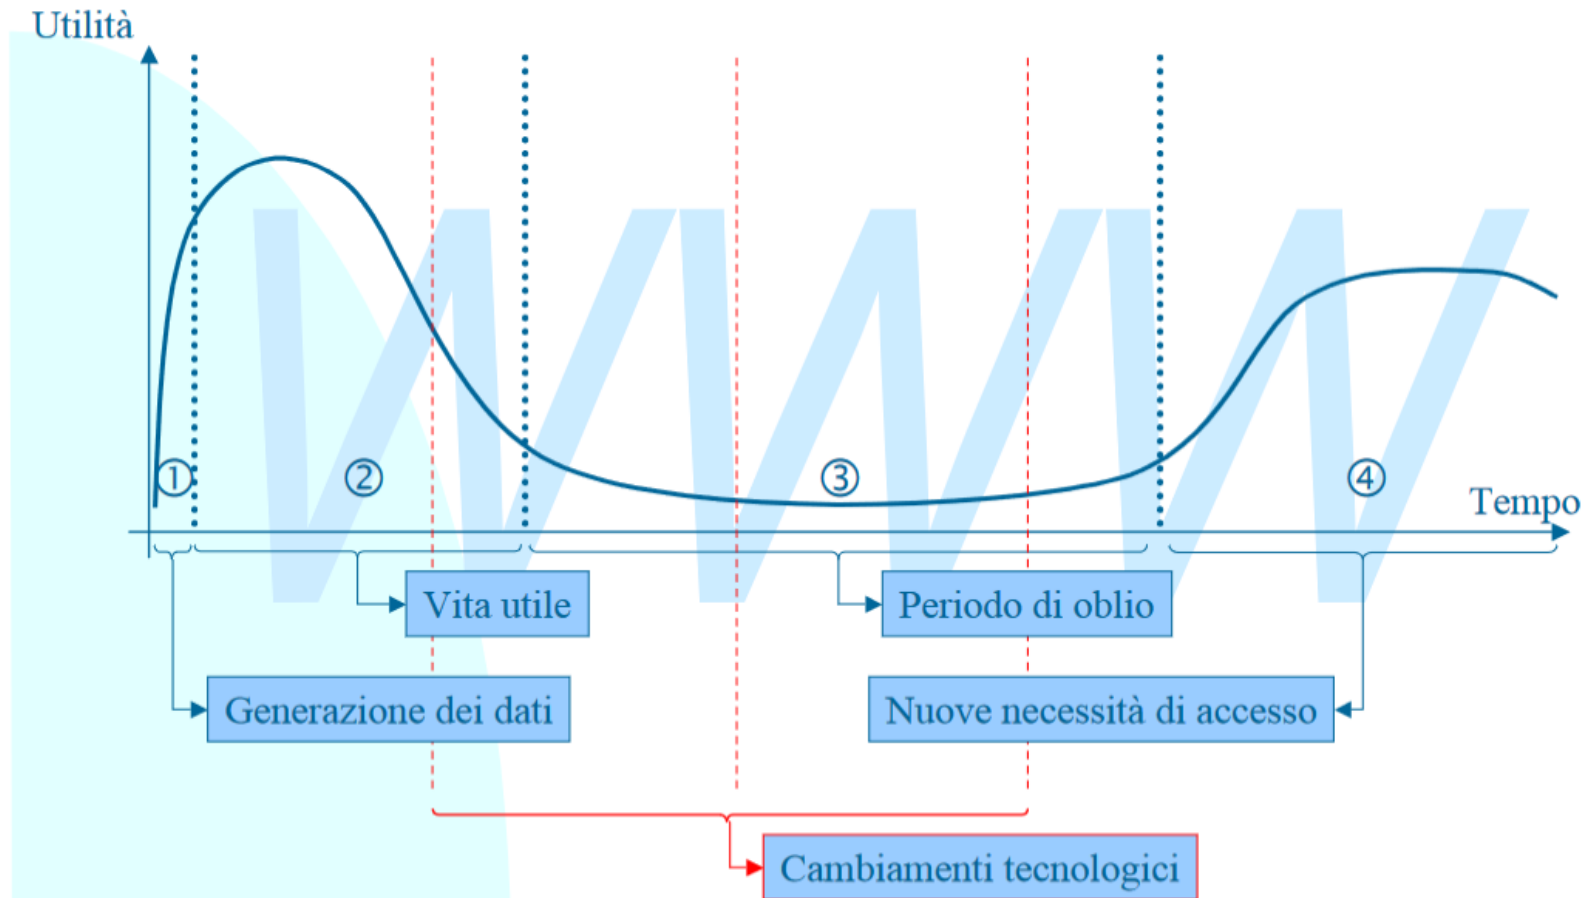 Utilità
WWW
① ② ③ ④
Tempo
Vita utile
Periodo di oblio
Generazione dei dati
Nuove necessità di accesso
Cambiamenti tecnologici